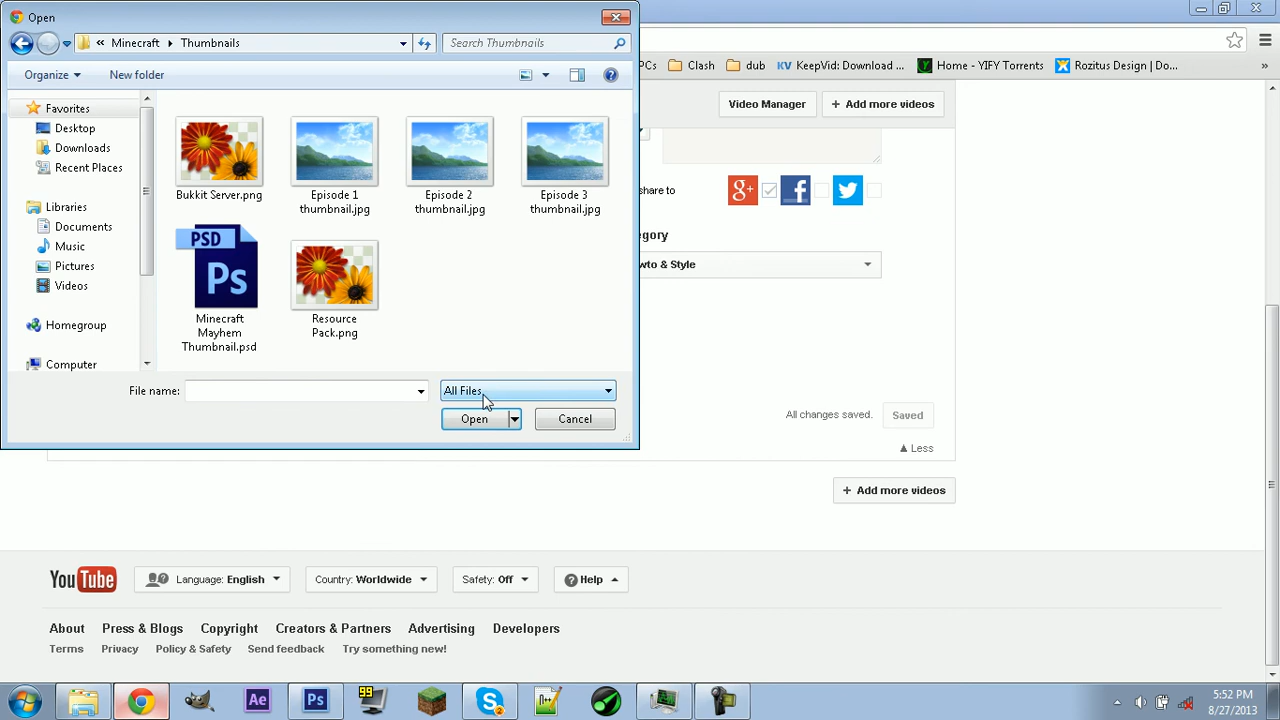 Open
« Minecraft ▸ Thumbnails
Search Thumbnails
Organize
New folder
Favorites
Desktop
Downloads
Recent Places
Libraries
Documents
Music
Pictures
Videos
Homegroup
Computer
Bukkit Server.png
Episode 1
thumbnail.jpg
Episode 2
thumbnail.jpg
Episode 3
thumbnail.jpg
PSD
Ps
Minecraft
Mayhem
Thumbnail.psd
Resource
Pack.png
File name:
All Files
Open
Cancel
PCs
Clash
dub
KV KeepVid: Download ...
Y Home - YIFY Torrents
Rozitus Design | Do...
»
Video Manager
+ Add more videos
share to
g+
f
egory
wto & Style
All changes saved.
Saved
Less
+ Add more videos
YouTube
Language: English
Country: Worldwide
Safety: Off
Help
About
Press & Blogs
Copyright
Creators & Partners
Advertising
Developers
Terms
Privacy
Policy & Safety
Send feedback
Try something new!
Ae
Ps
99
5:52 PM
8/27/2013